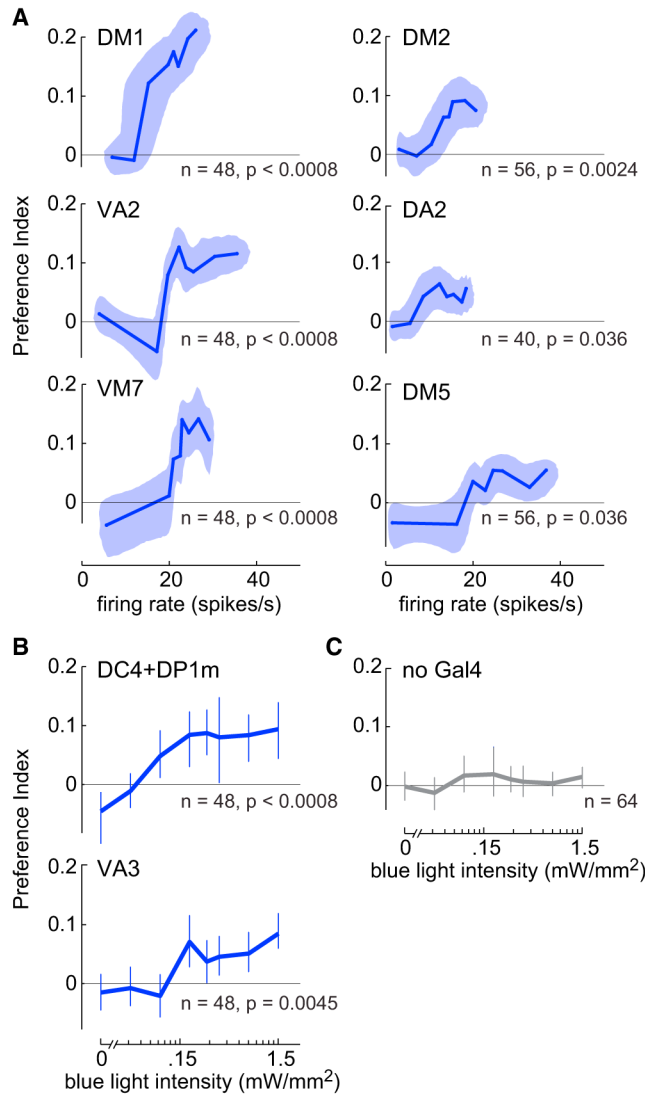 A
DM1
0.2
0.1
0
n = 48, p < 0.0008
DM2
0.2
0.1
0
n = 56, p = 0.0024
Preference Index
VA2
0.2
0.1
0
n = 48, p < 0.0008
DA2
0.2
0.1
0
n = 40, p = 0.036
VM7
0.2
0.1
0
n = 48, p < 0.0008
DM5
0.2
0.1
0
n = 56, p = 0.036
0 20 40
firing rate (spikes/s)
0 20 40
firing rate (spikes/s)
B
DC4+DP1m
0.2
0.1
0
n = 48, p < 0.0008
Preference Index
VA3
0.2
0.1
0
n = 48, p = 0.0045
0 .15 1.5
blue light intensity (mW/mm²)
C
no Gal4
0.2
0.1
0
n = 64
0 .15 1.5
blue light intensity (mW/mm²)